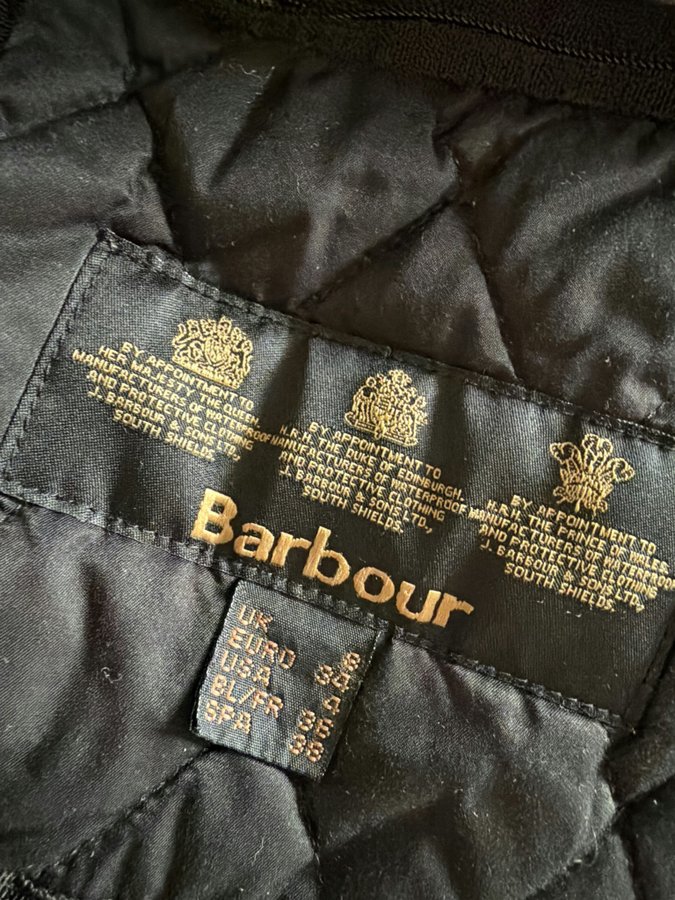 BY APPOINTMENT TO
HER MAJESTY THE QUEEN.
MANUFACTURERS OF WATERPROOF
AND PROTECTIVE CLOTHING
J. BARBOUR & SONS LTD.,
SOUTH SHIELDS.
BY APPOINTMENT TO
H.R.H. THE DUKE OF EDINBURGH.
MANUFACTURERS OF WATERPROOF
AND PROTECTIVE CLOTHING
J. BARBOUR & SONS LTD.,
SOUTH SHIELDS.
BY APPOINTMENT TO
H.R.H. THE PRINCE OF WALES
MANUFACTURERS OF WATERPROOF
AND PROTECTIVE CLOTHING
J. BARBOUR & SONS LTD.,
SOUTH SHIELDS.
Barbour
UK 8
EURO 34
USA 4
BL/FR 36
SPA 36